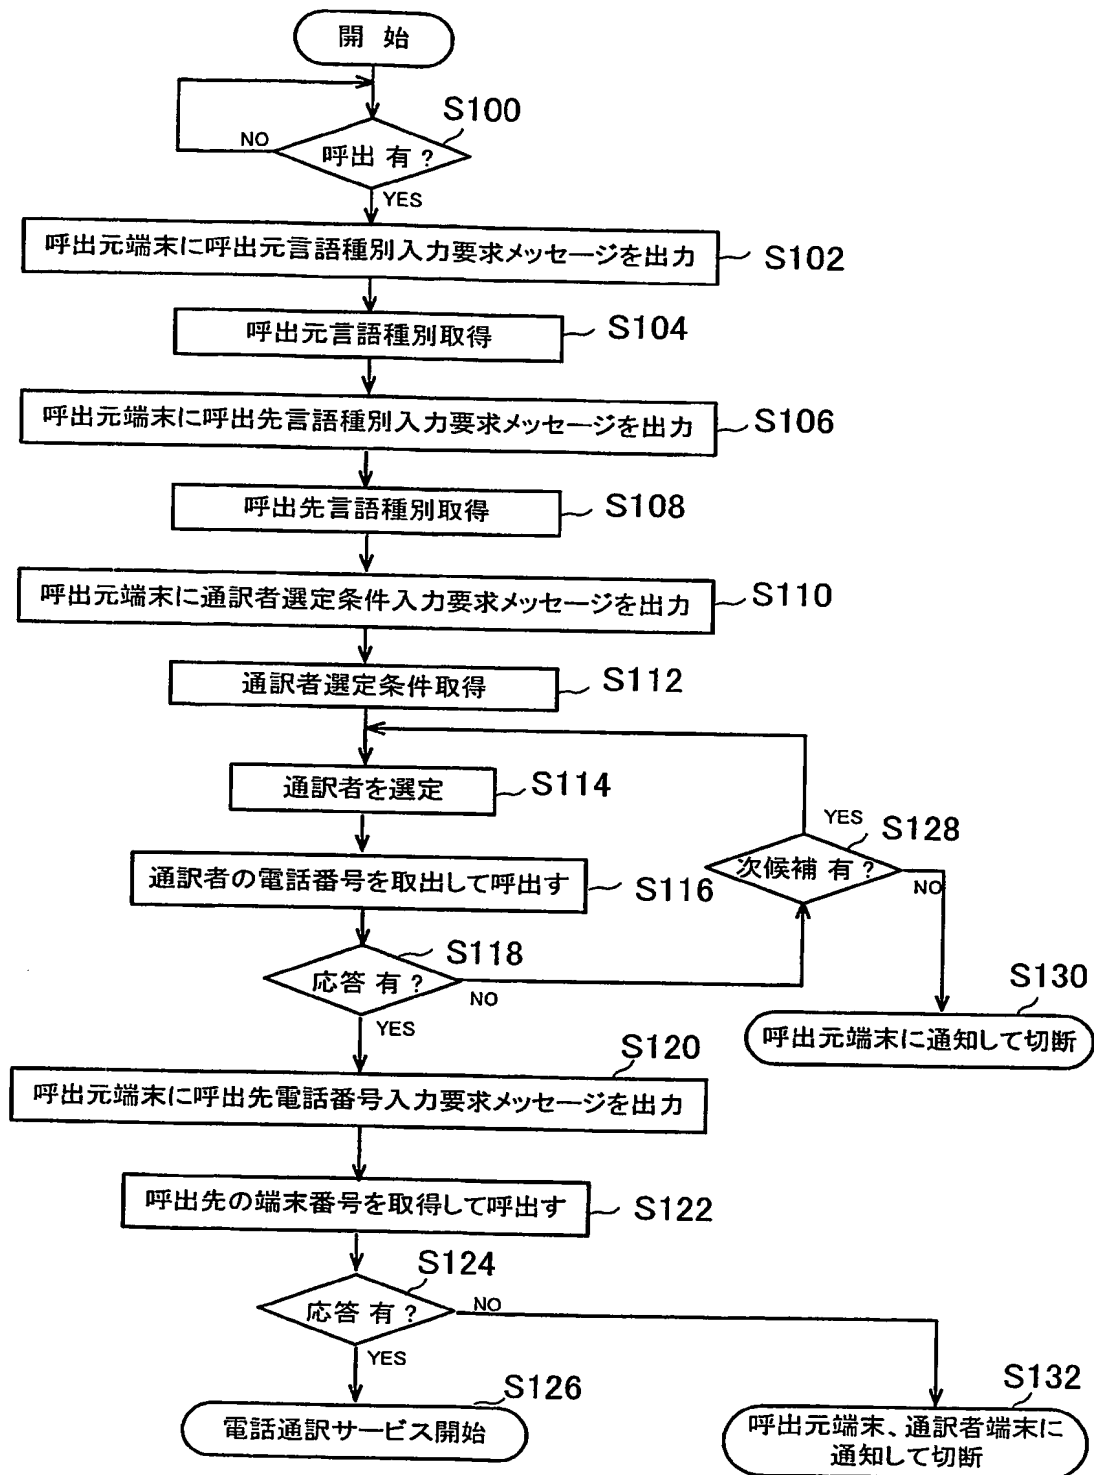 開 始
S100
NO
呼出 有?
YES
呼出元端末に呼出元言語種別入力要求メッセージを出力
S102
呼出元言語種別取得
S104
呼出元端末に呼出先言語種別入力要求メッセージを出力
S106
呼出先言語種別取得
S108
呼出元端末に通訳者選定条件入力要求メッセージを出力
S110
通訳者選定条件取得
S112
通訳者を選定
S114
YES
S128
次候補 有?
NO
通訳者の電話番号を取出して呼出す
S116
S118
応答 有?
NO
YES
S130
呼出元端末に通知して切断
S120
呼出元端末に呼出先電話番号入力要求メッセージを出力
呼出先の端末番号を取得して呼出す
S122
S124
応答 有?
NO
YES
S126
電話通訳サービス開始
S132
呼出元端末、通訳者端末に
通知して切断